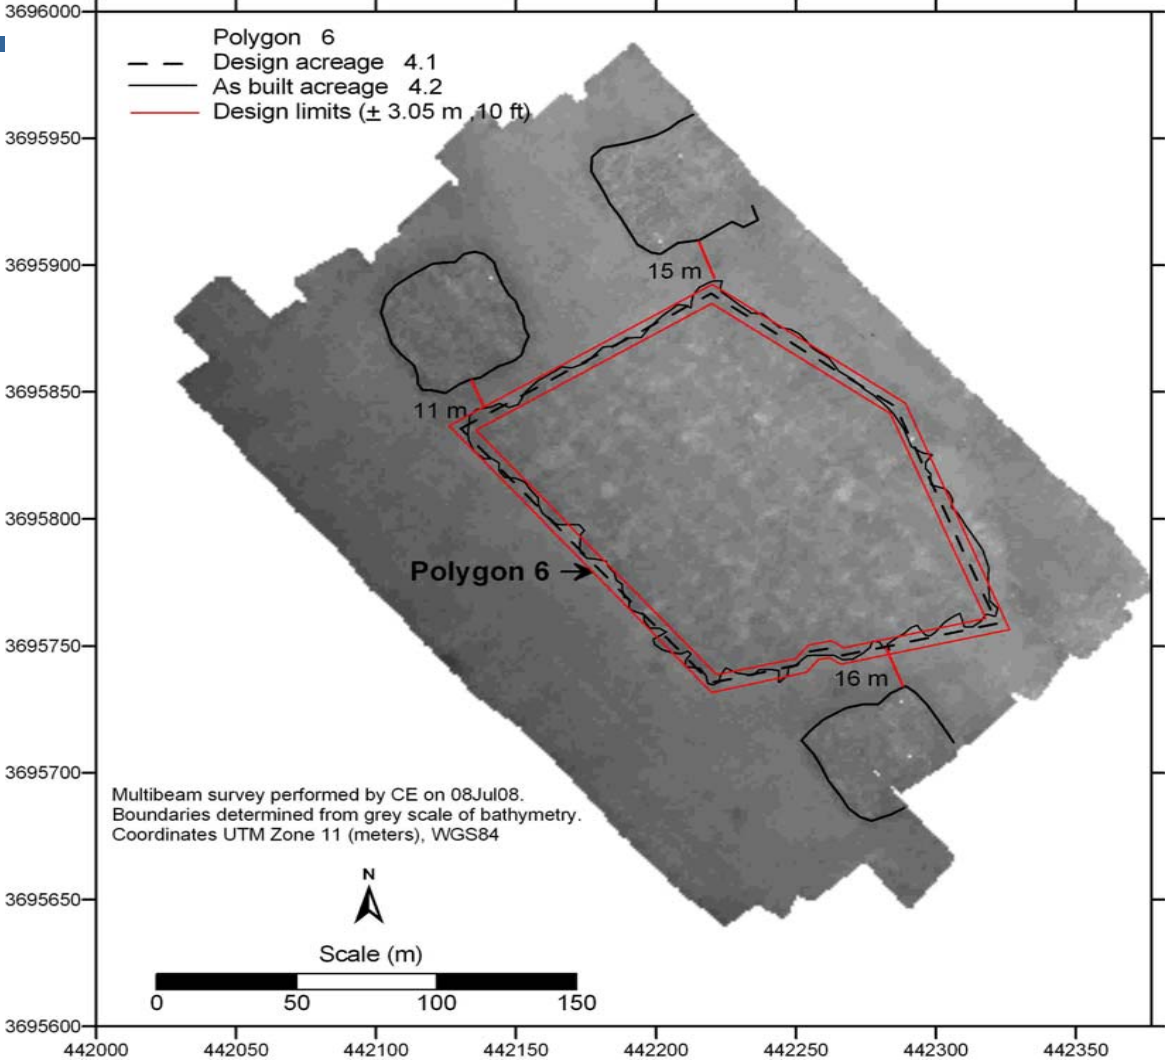 Polygon 6
Design acreage 4.1
As built acreage 4.2
Design limits (± 3.05 m ,10 ft)
3696000
3695950
3695900
3695850
3695800
3695750
3695700
3695650
3695600
15 m
11 m
Polygon 6
16 m
Multibeam survey performed by CE on 08Jul08.
Boundaries determined from grey scale of bathymetry.
Coordinates UTM Zone 11 (meters), WGS84
N
Scale (m)
0 50 100 150
442000 442050 442100 442150 442200 442250 442300 442350